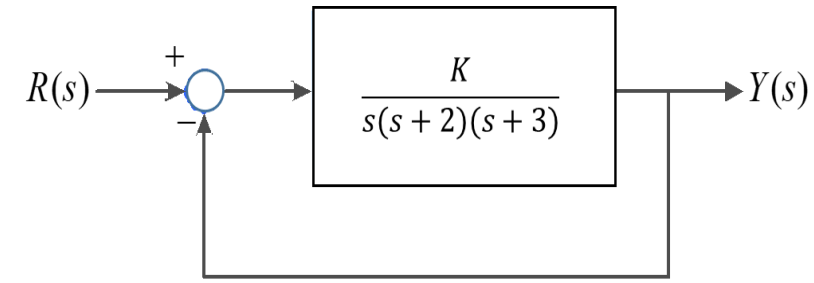 +
R(s)
K
s(s + 2)(s + 3)
Y(s)
−